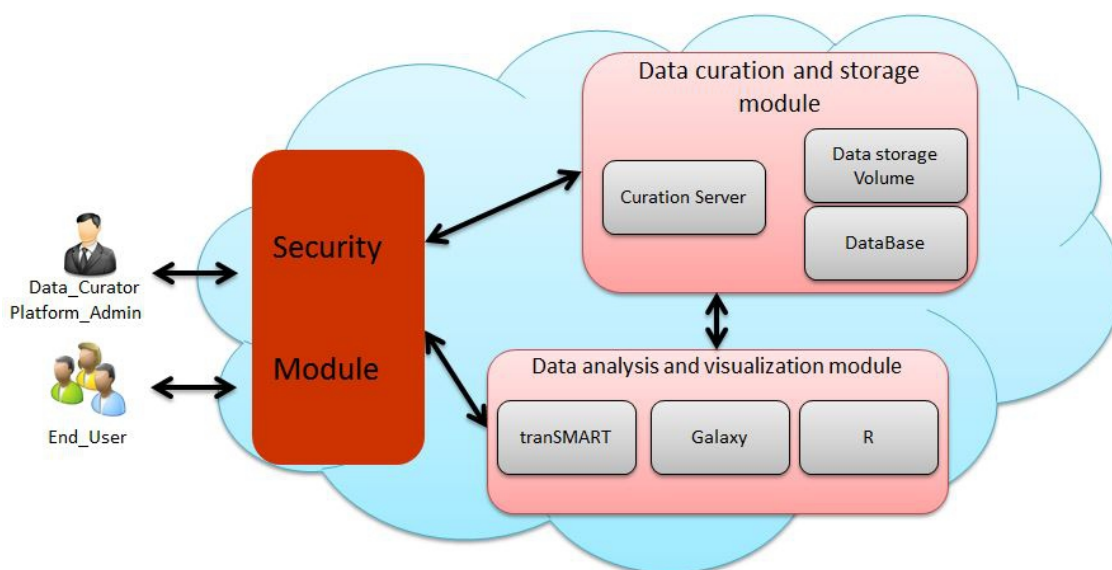 Data curation and storage
module
Data storage
Volume
Curation Server
DataBase
Security
Module
Data_Curator
Platform_Admin
End_User
Data analysis and visualization module
tranSMART
Galaxy
R